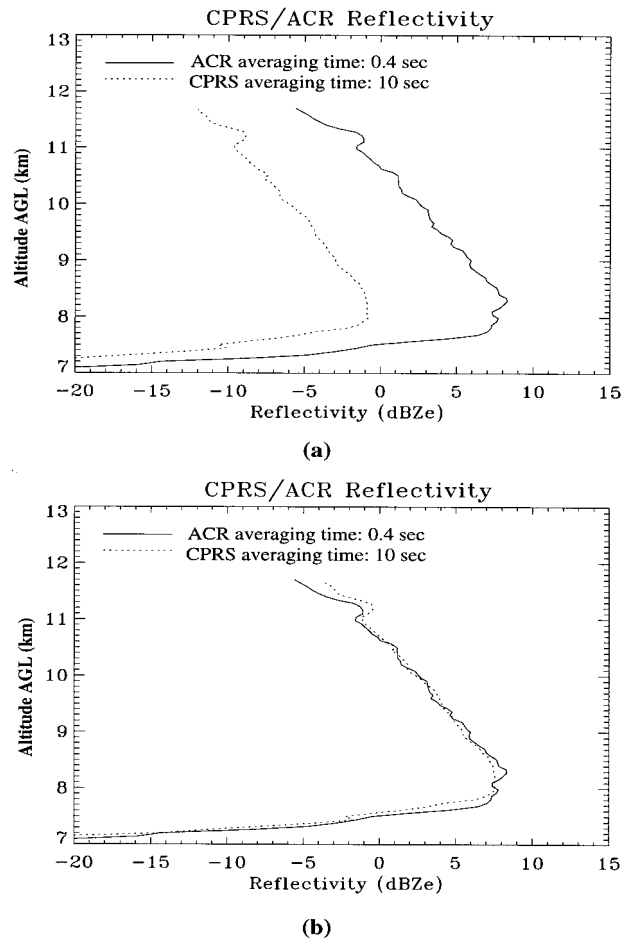 CPRS/ACR Reflectivity
13
12
11
10
9
8
7
ACR averaging time: 0.4 sec
CPRS averaging time: 10 sec
Altitude AGL (km)
-20 -15 -10 -5 0 5 10 15
Reflectivity (dBZe)
(a)
CPRS/ACR Reflectivity
13
12
11
10
9
8
7
ACR averaging time: 0.4 sec
CPRS averaging time: 10 sec
Altitude AGL (km)
-20 -15 -10 -5 0 5 10 15
Reflectivity (dBZe)
(b)